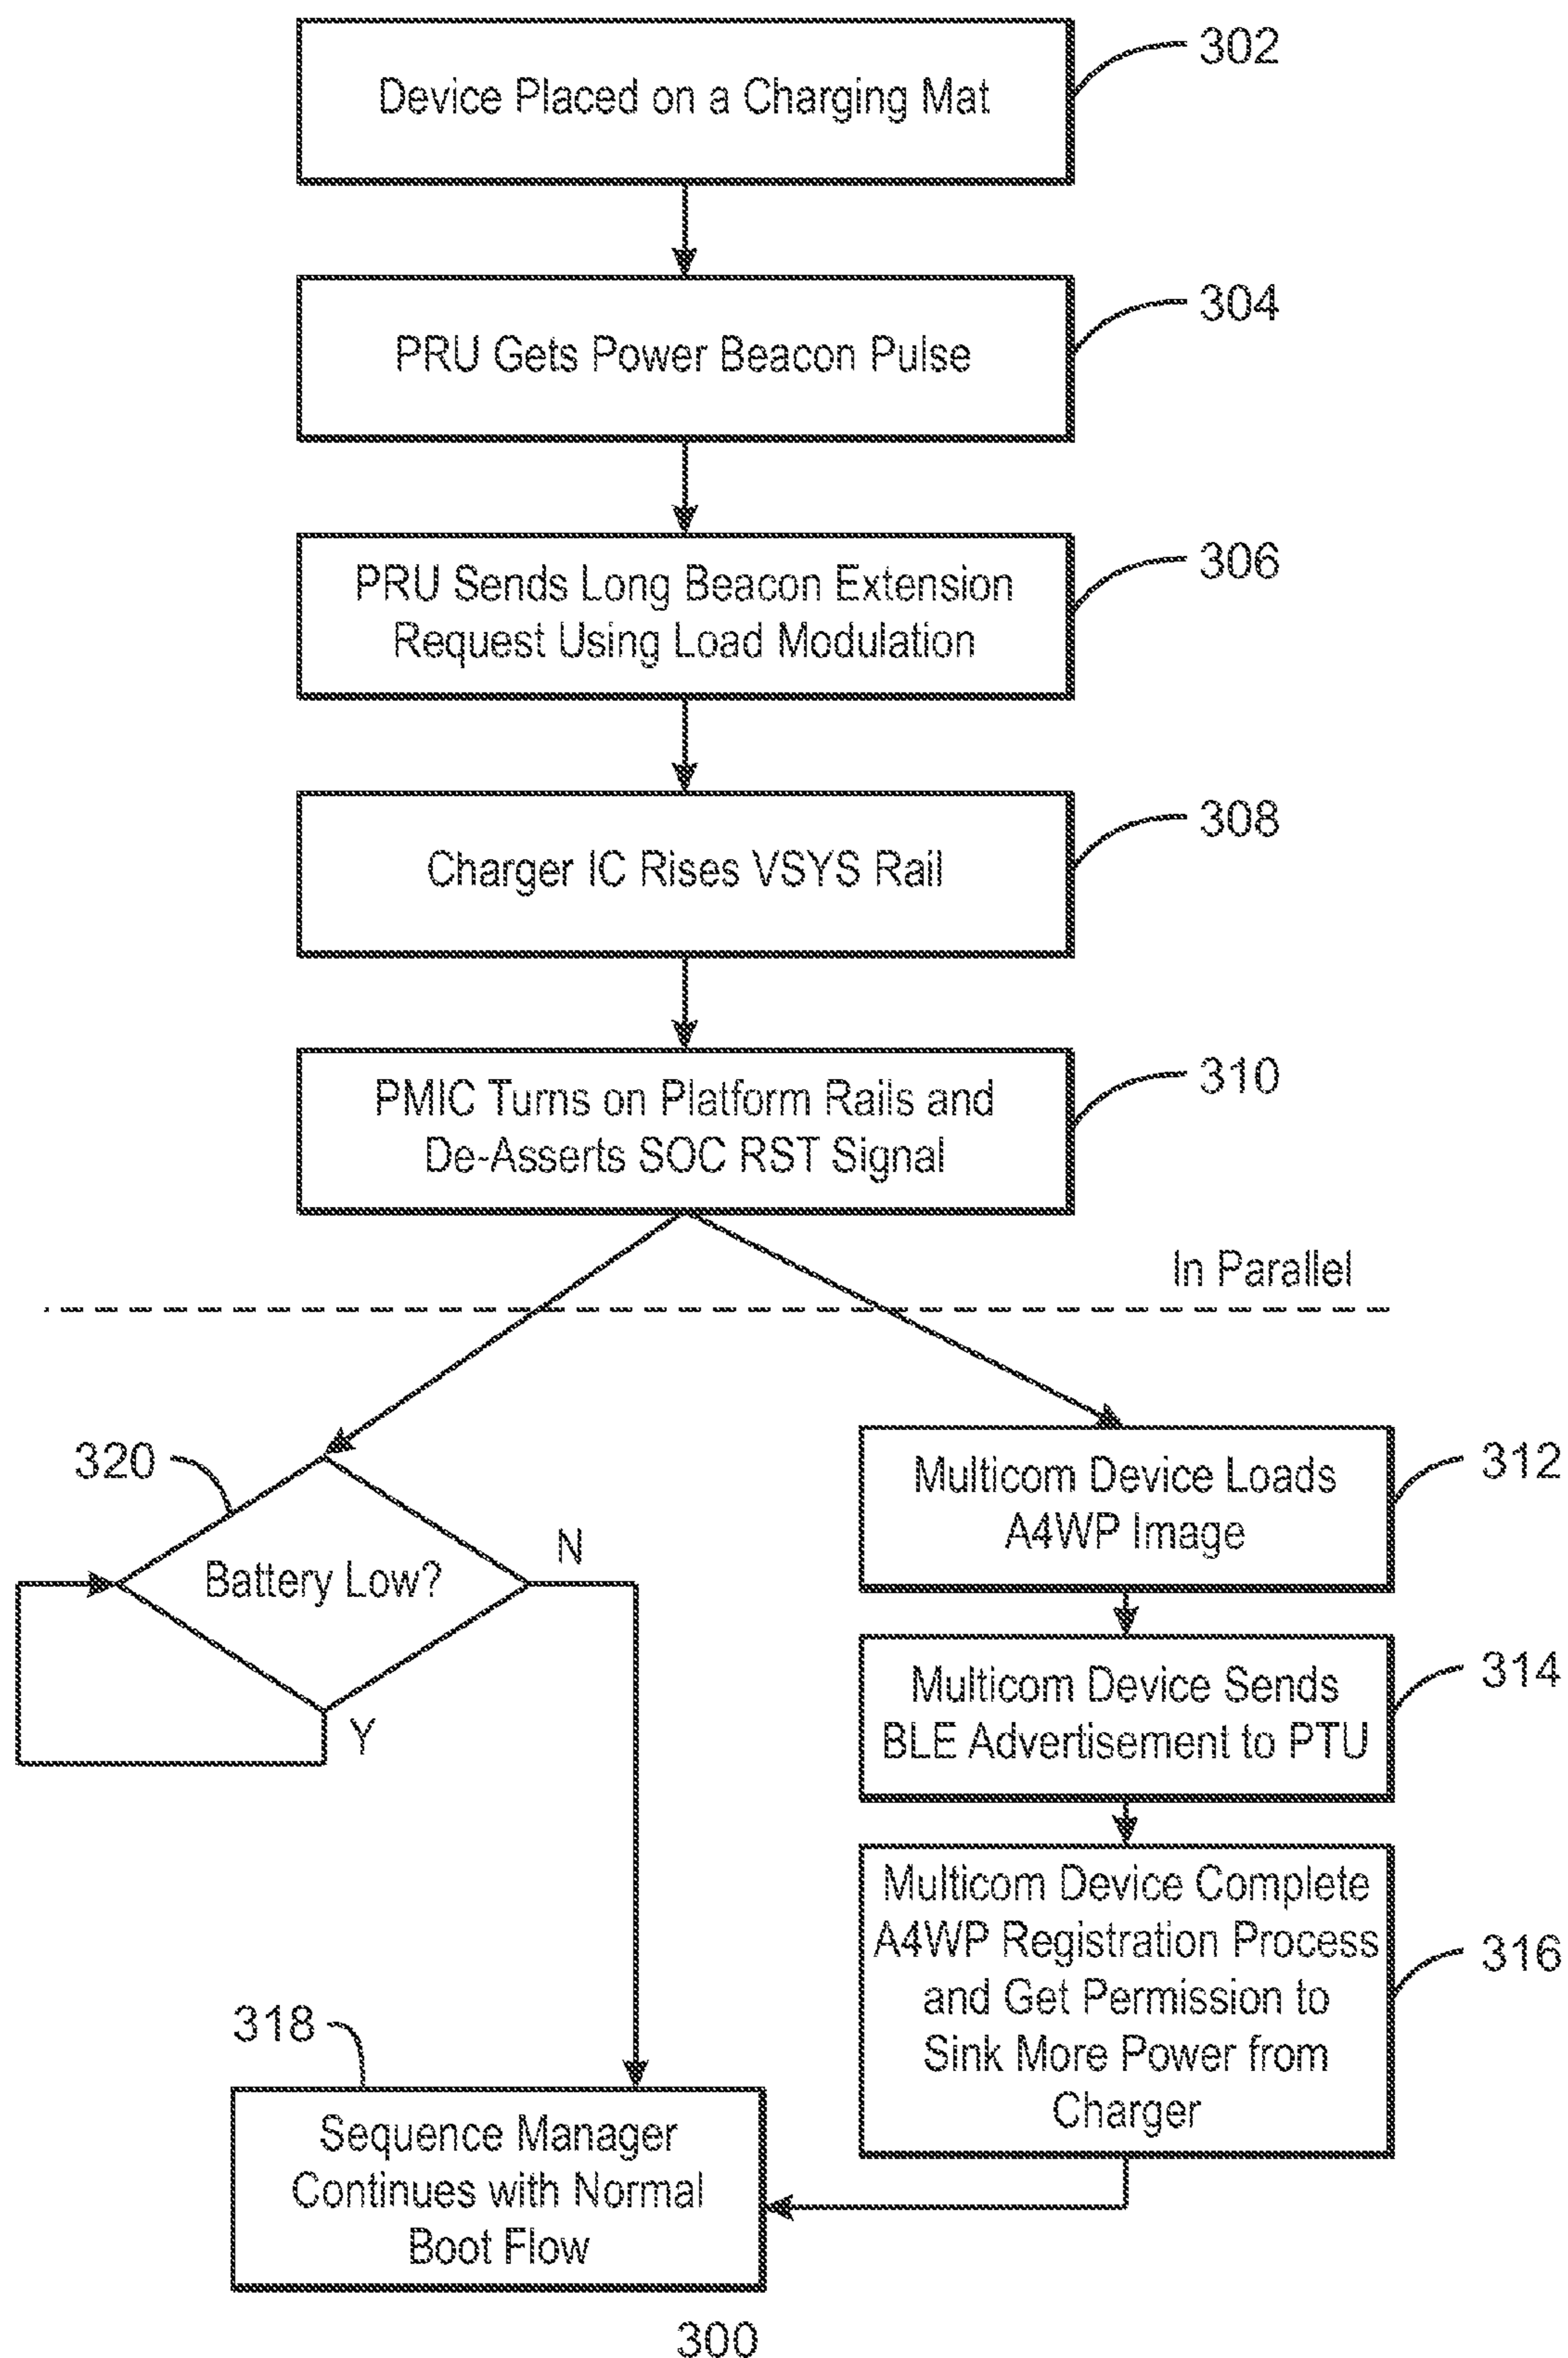 Device Placed on a Charging Mat
302
PRU Gets Power Beacon Pulse
304
PRU Sends Long Beacon Extension
Request Using Load Modulation
306
Charger IC Rises VSYS Rail
308
PMIC Turns on Platform Rails and
De-Asserts SOC RST Signal
310
In Parallel
320
Battery Low?
N
Y
Multicom Device Loads
A4WP Image
312
Multicom Device Sends
BLE Advertisement to PTU
314
Multicom Device Complete
A4WP Registration Process
and Get Permission to
Sink More Power from
Charger
316
318
Sequence Manager
Continues with Normal
Boot Flow
300